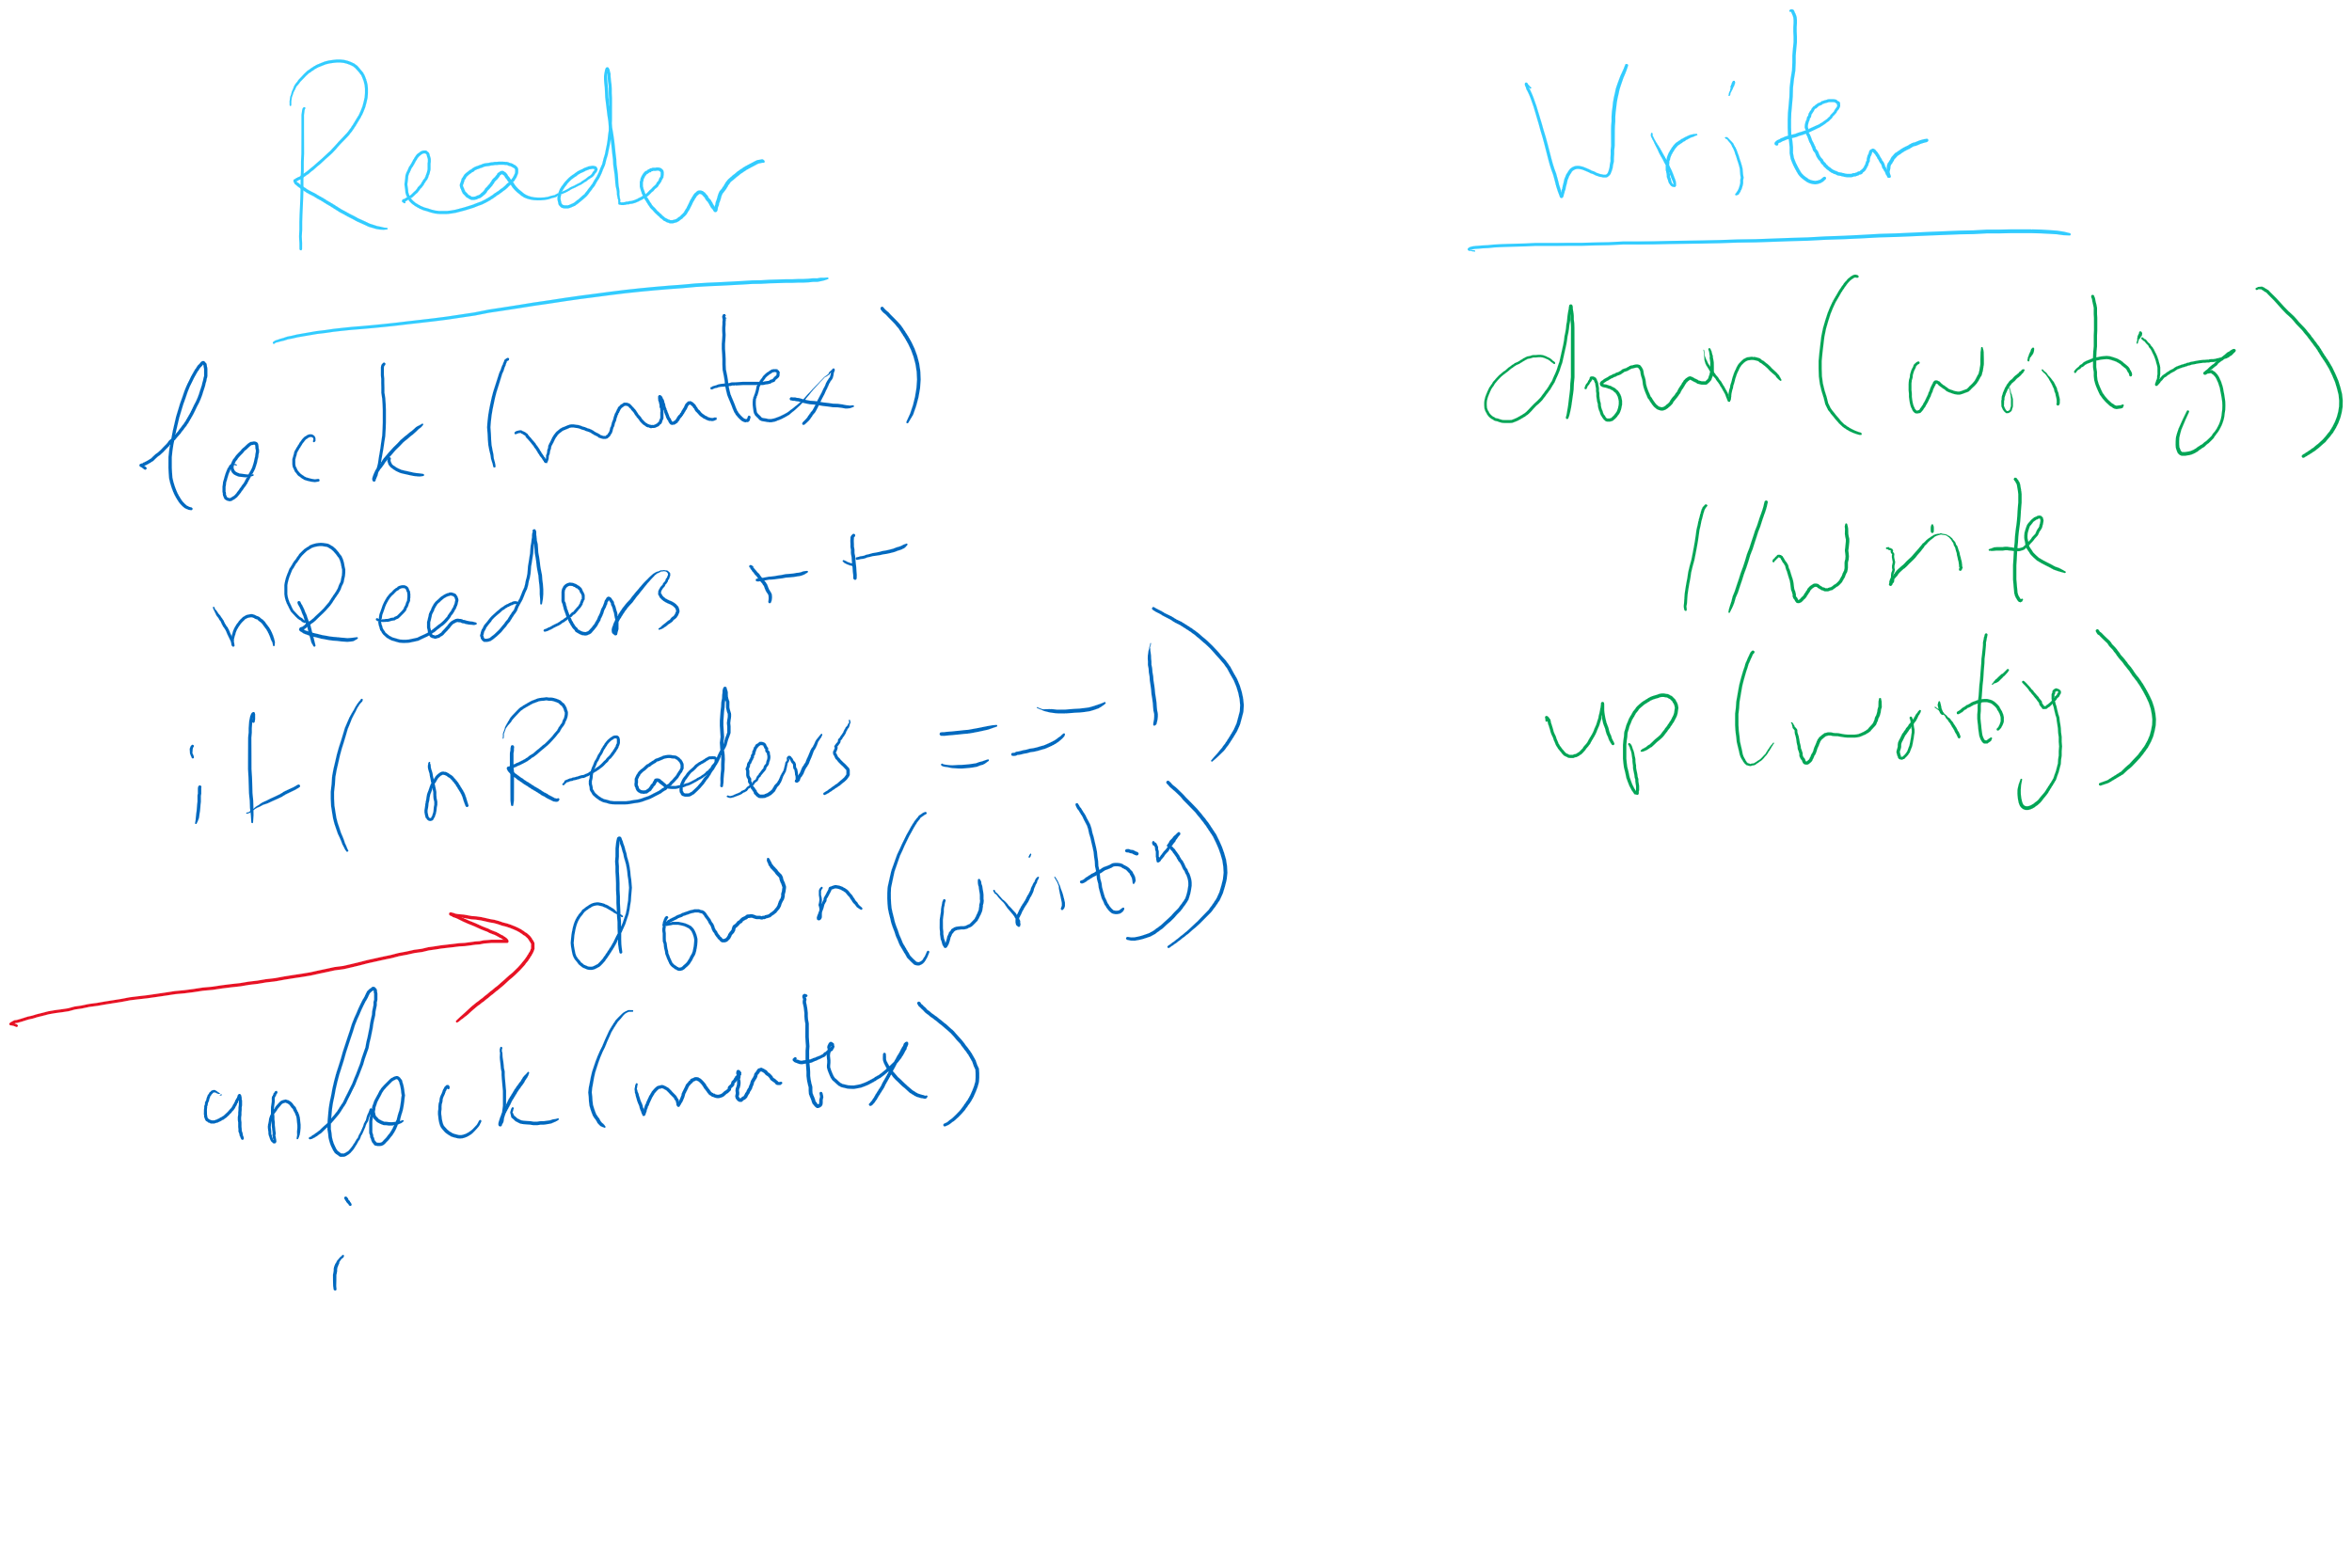 Reader
lock(mutex)
nReaders ++
if (nReaders == 1)
down(writing)
unlock(mutex)
:
Writer
down(writing)
//write
up(writing)